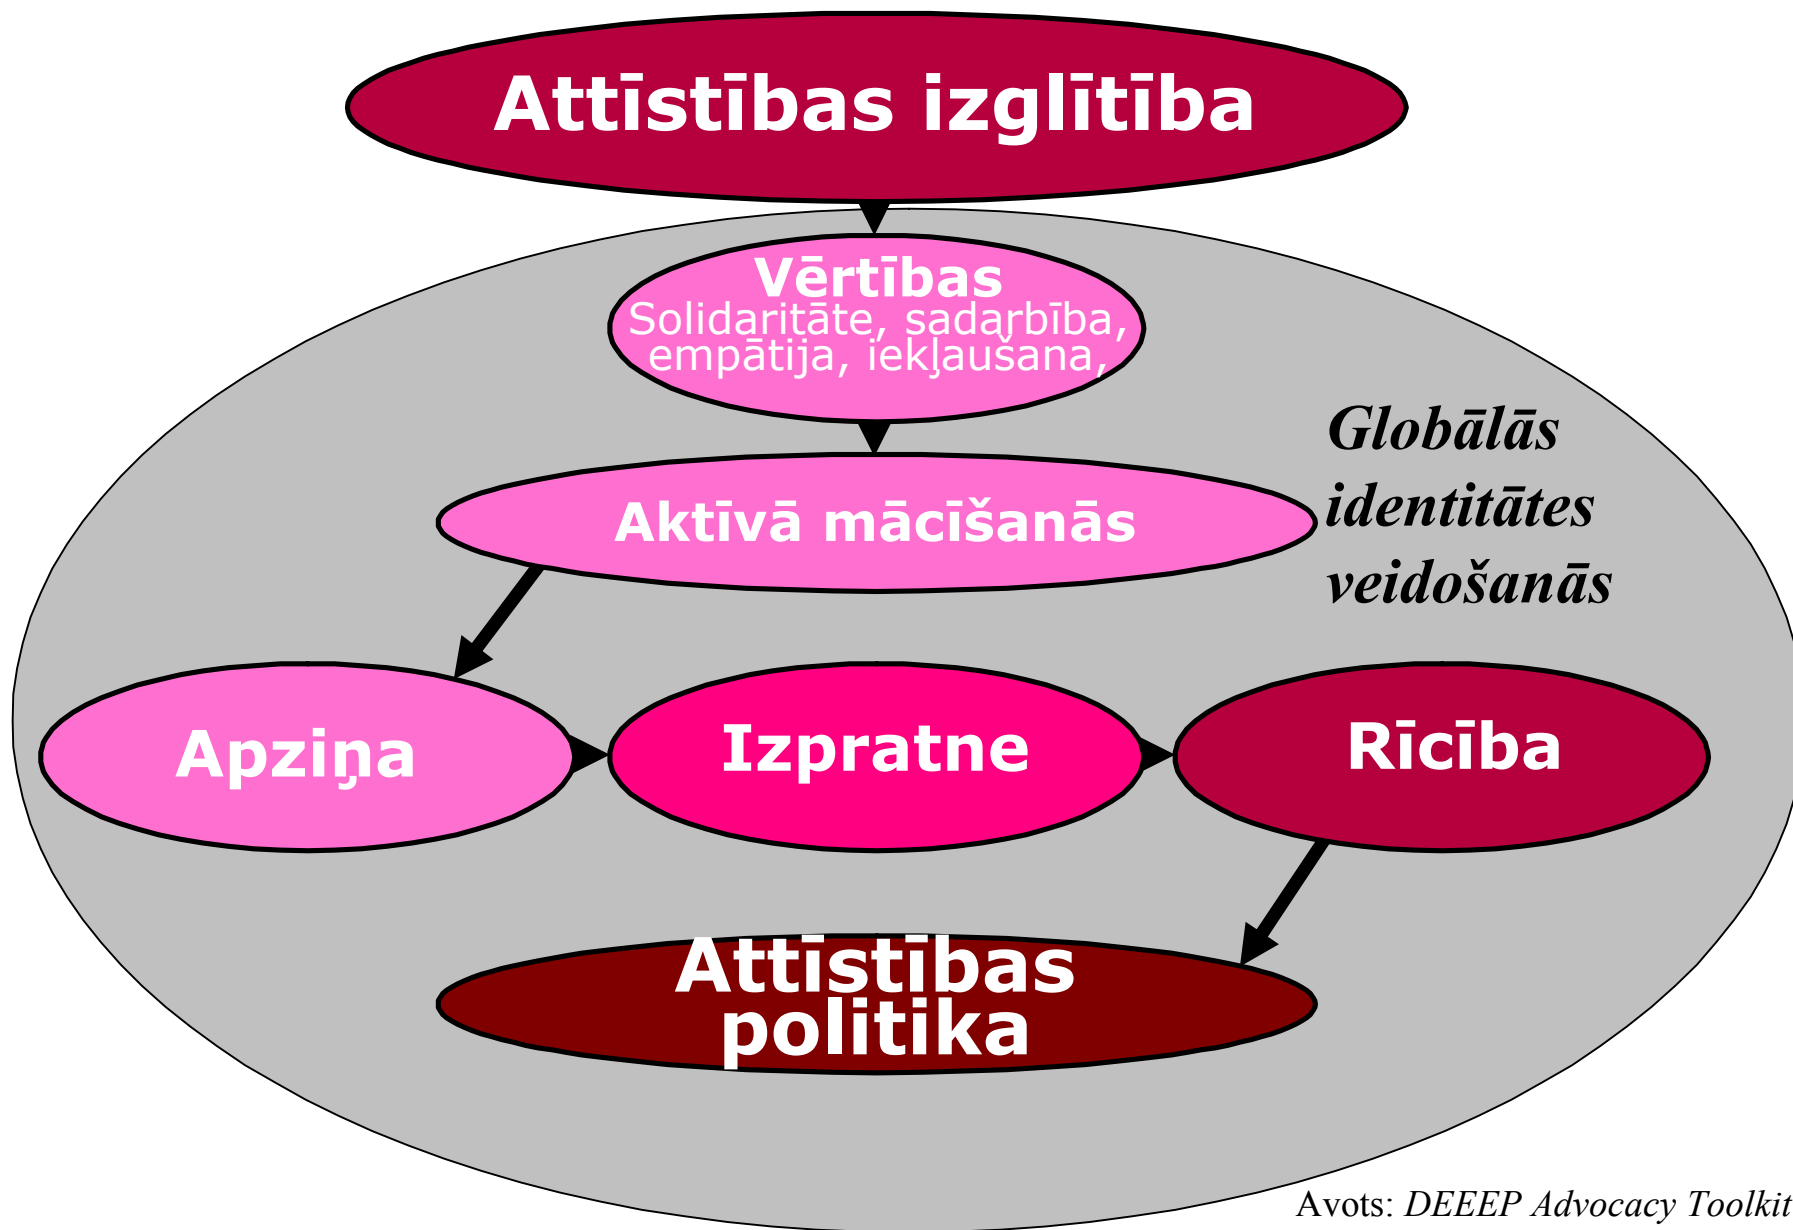 Attīstības izglītība
Vērtības
Solidaritāte, sadarbība,
empātija, iekļaušana,
Globālās
identitātes
veidošanās
Aktīvā mācīšanās
Apziņa
Izpratne
Rīcība
Attīstības
politika
Avots: DEEEP Advocacy Toolkit